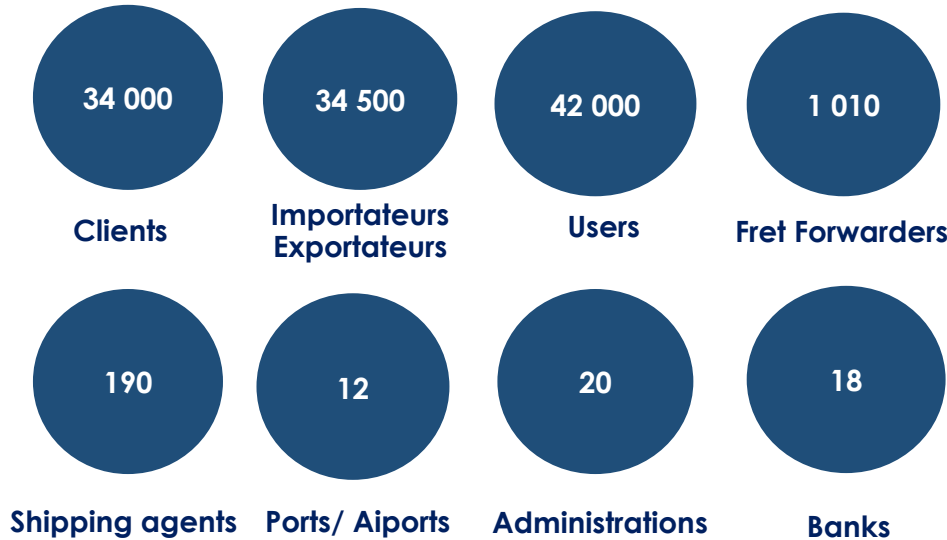 34 000
34 500
42 000
1 010
Clients
Importateurs
Exportateurs
Users
Fret Forwarders
190
12
20
18
Shipping agents
Ports/ Aiports
Administrations
Banks